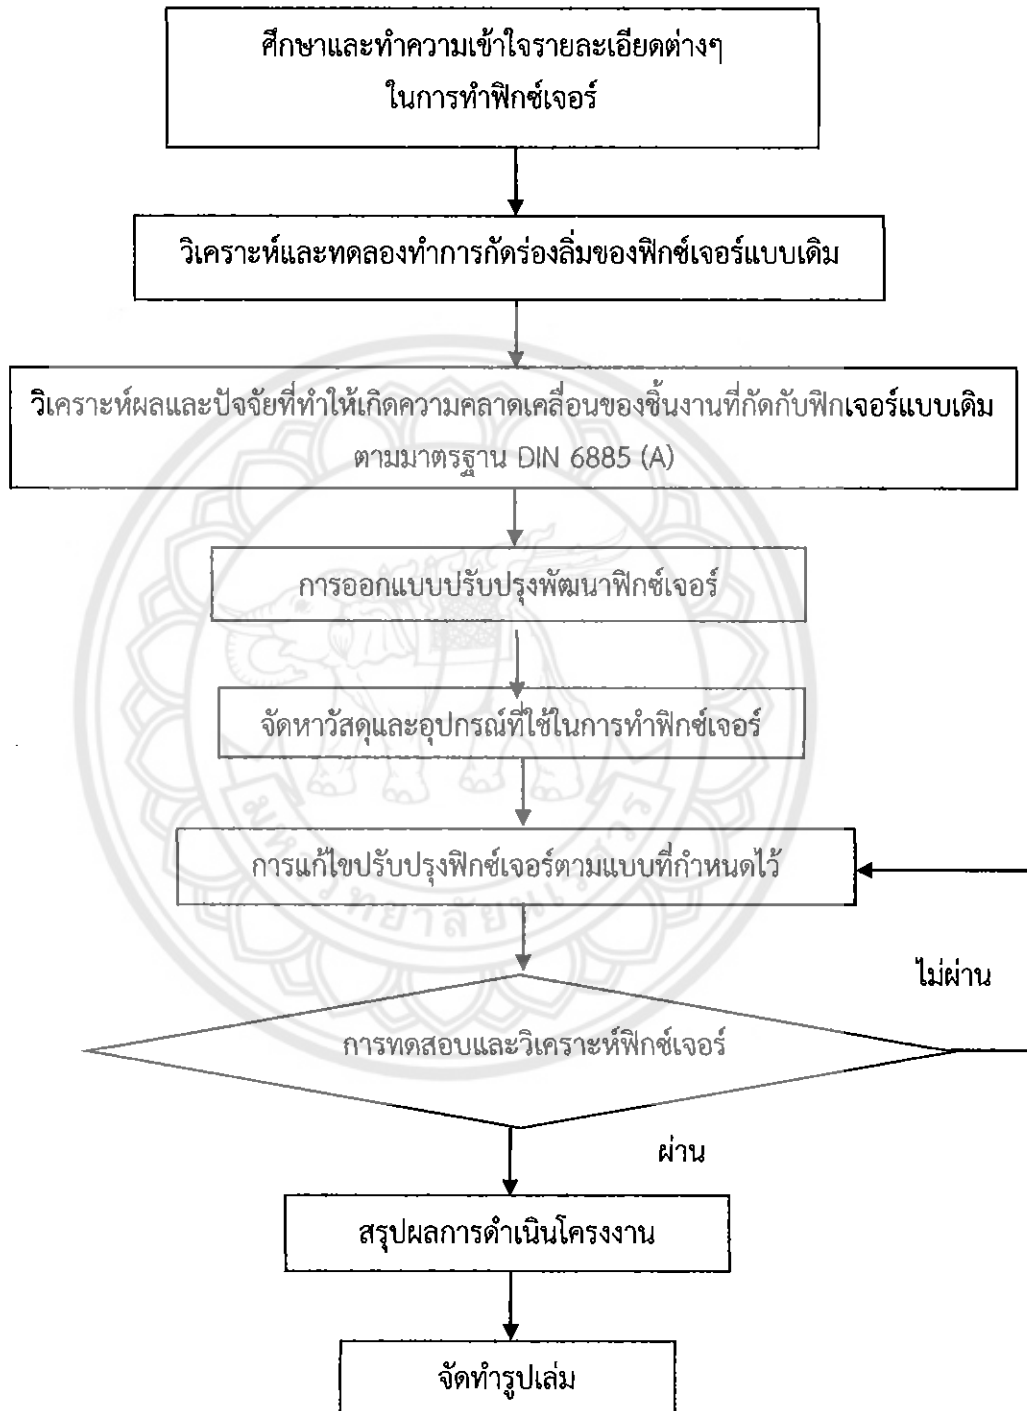 ศึกษาและทำความเข้าใจรายละเอียดต่างๆ
ในการทำฟิกซ์เจอร์
วิเคราะห์และทดลองทำการกัดร่องลิ่มของฟิกซ์เจอร์แบบเดิม
วิเคราะห์ผลและปัจจัยที่ทำให้เกิดความคลาดเคลื่อนของชิ้นงานที่กัดกับฟิกเจอร์แบบเดิม
ตามมาตรฐาน DIN 6885 (A)
การออกแบบปรับปรุงพัฒนาฟิกซ์เจอร์
จัดหาวัสดุและอุปกรณ์ที่ใช้ในการทำฟิกซ์เจอร์
การแก้ไขปรับปรุงฟิกซ์เจอร์ตามแบบที่กำหนดไว้
มหาวิทยาลัยนเรศวร
ไม่ผ่าน
การทดสอบและวิเคราะห์ฟิกซ์เจอร์
ผ่าน
สรุปผลการดำเนินโครงงาน
จัดทำรูปเล่ม